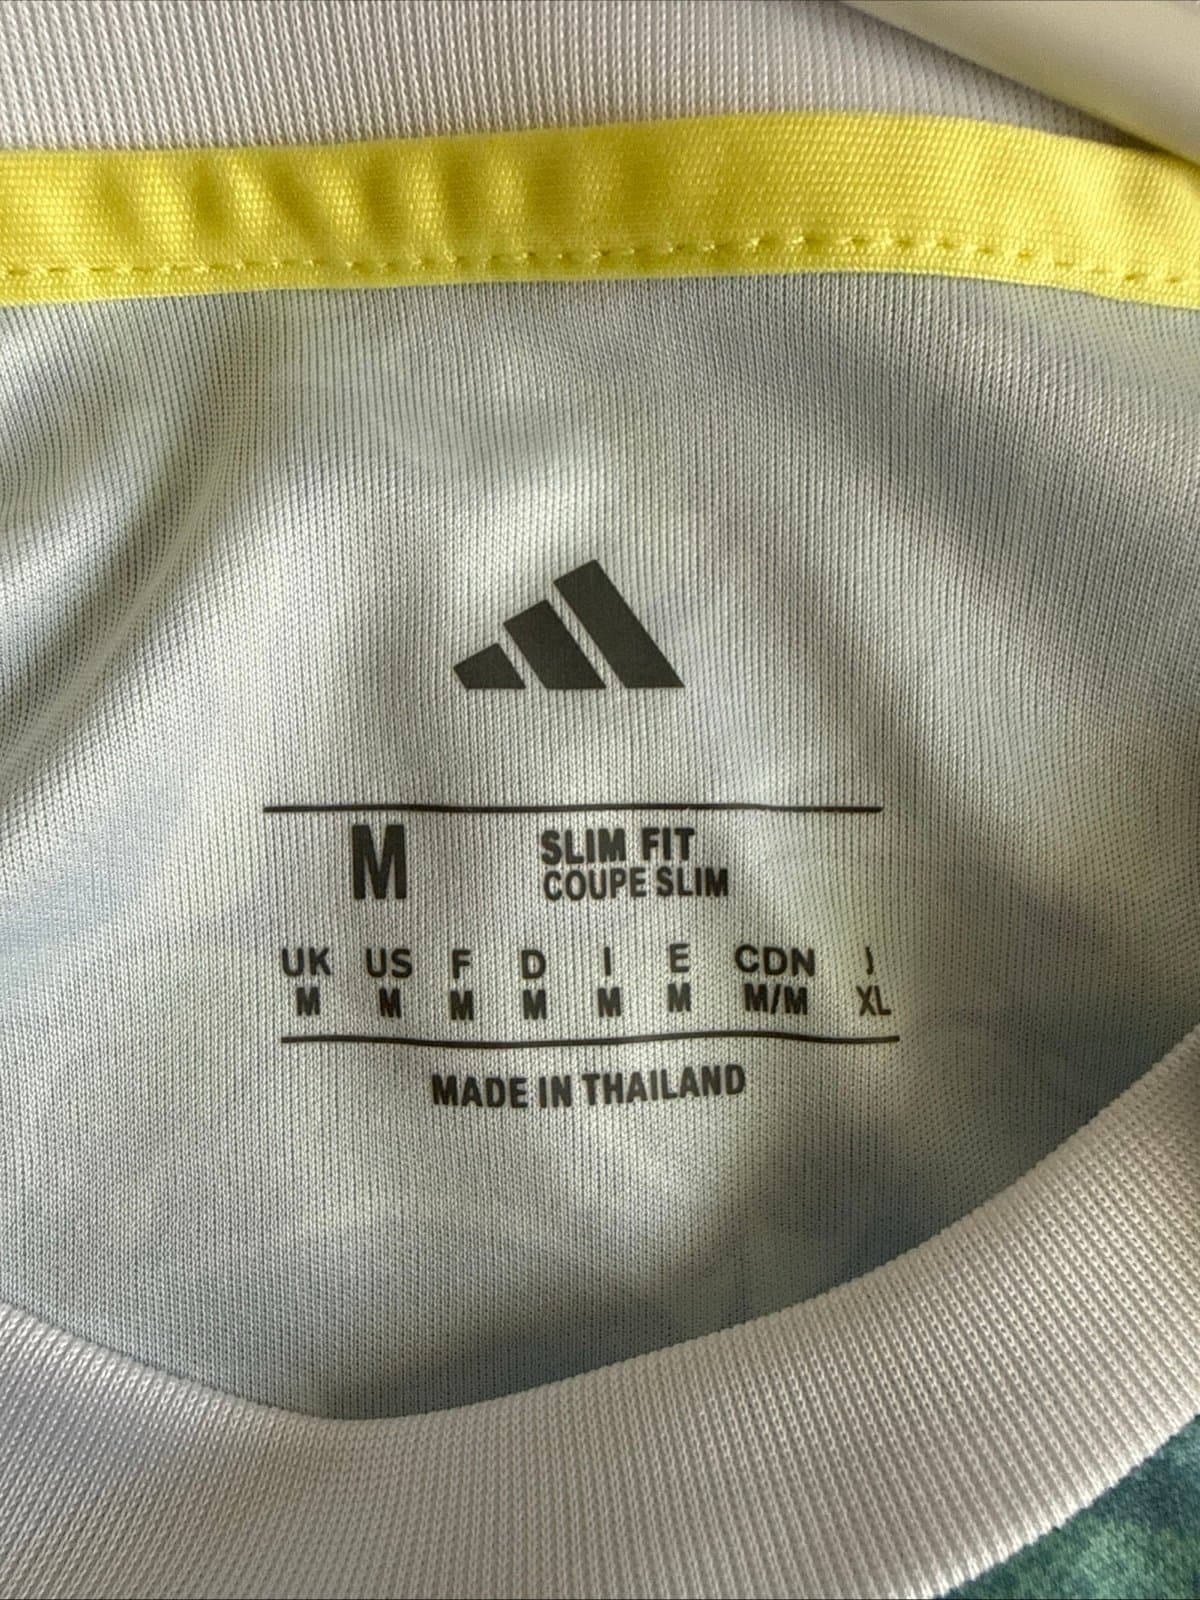 M
SLIM FIT
COUPE SLIM
UK US F D I E CDN J
M M M M M M M/M XL
MADE IN THAILAND